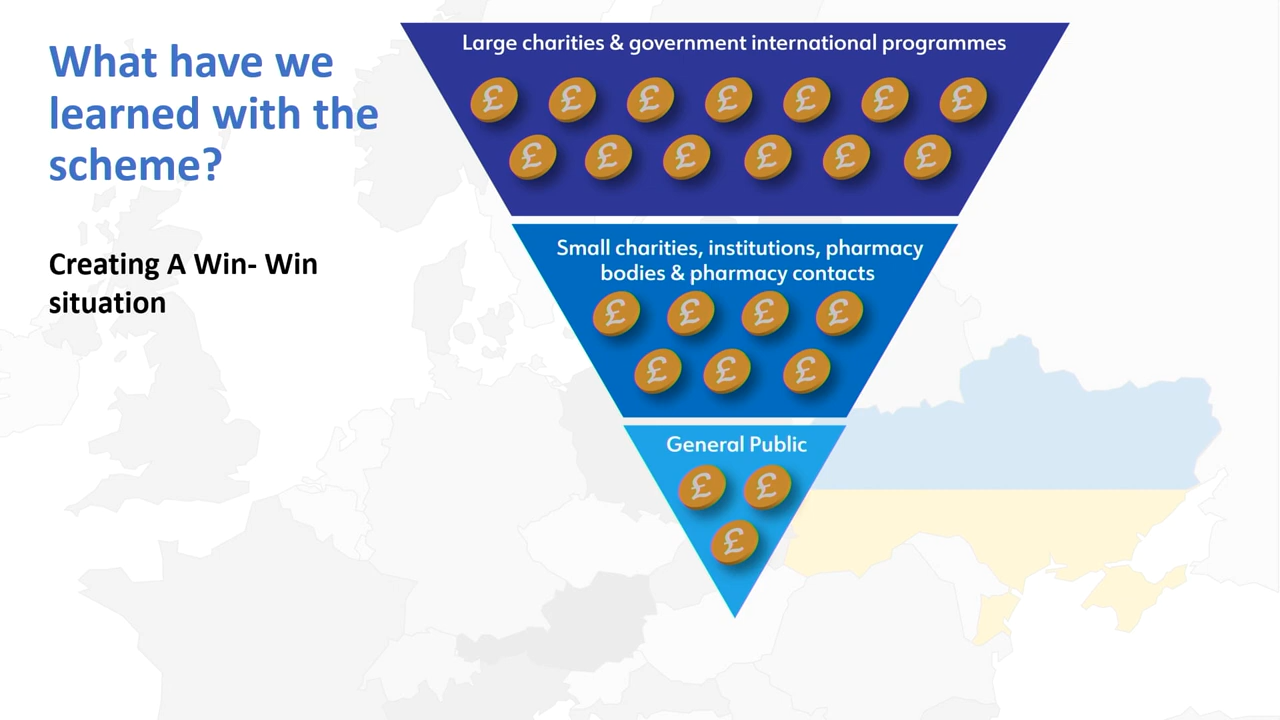 What have we
learned with the
scheme?
Creating A Win- Win
situation
Large charities & government international programmes
£ £ £ £ £ £ £
£ £ £ £ £ £
Small charities, institutions, pharmacy
bodies & pharmacy contacts
£ £ £ £
£ £ £
General Public
£ £
£